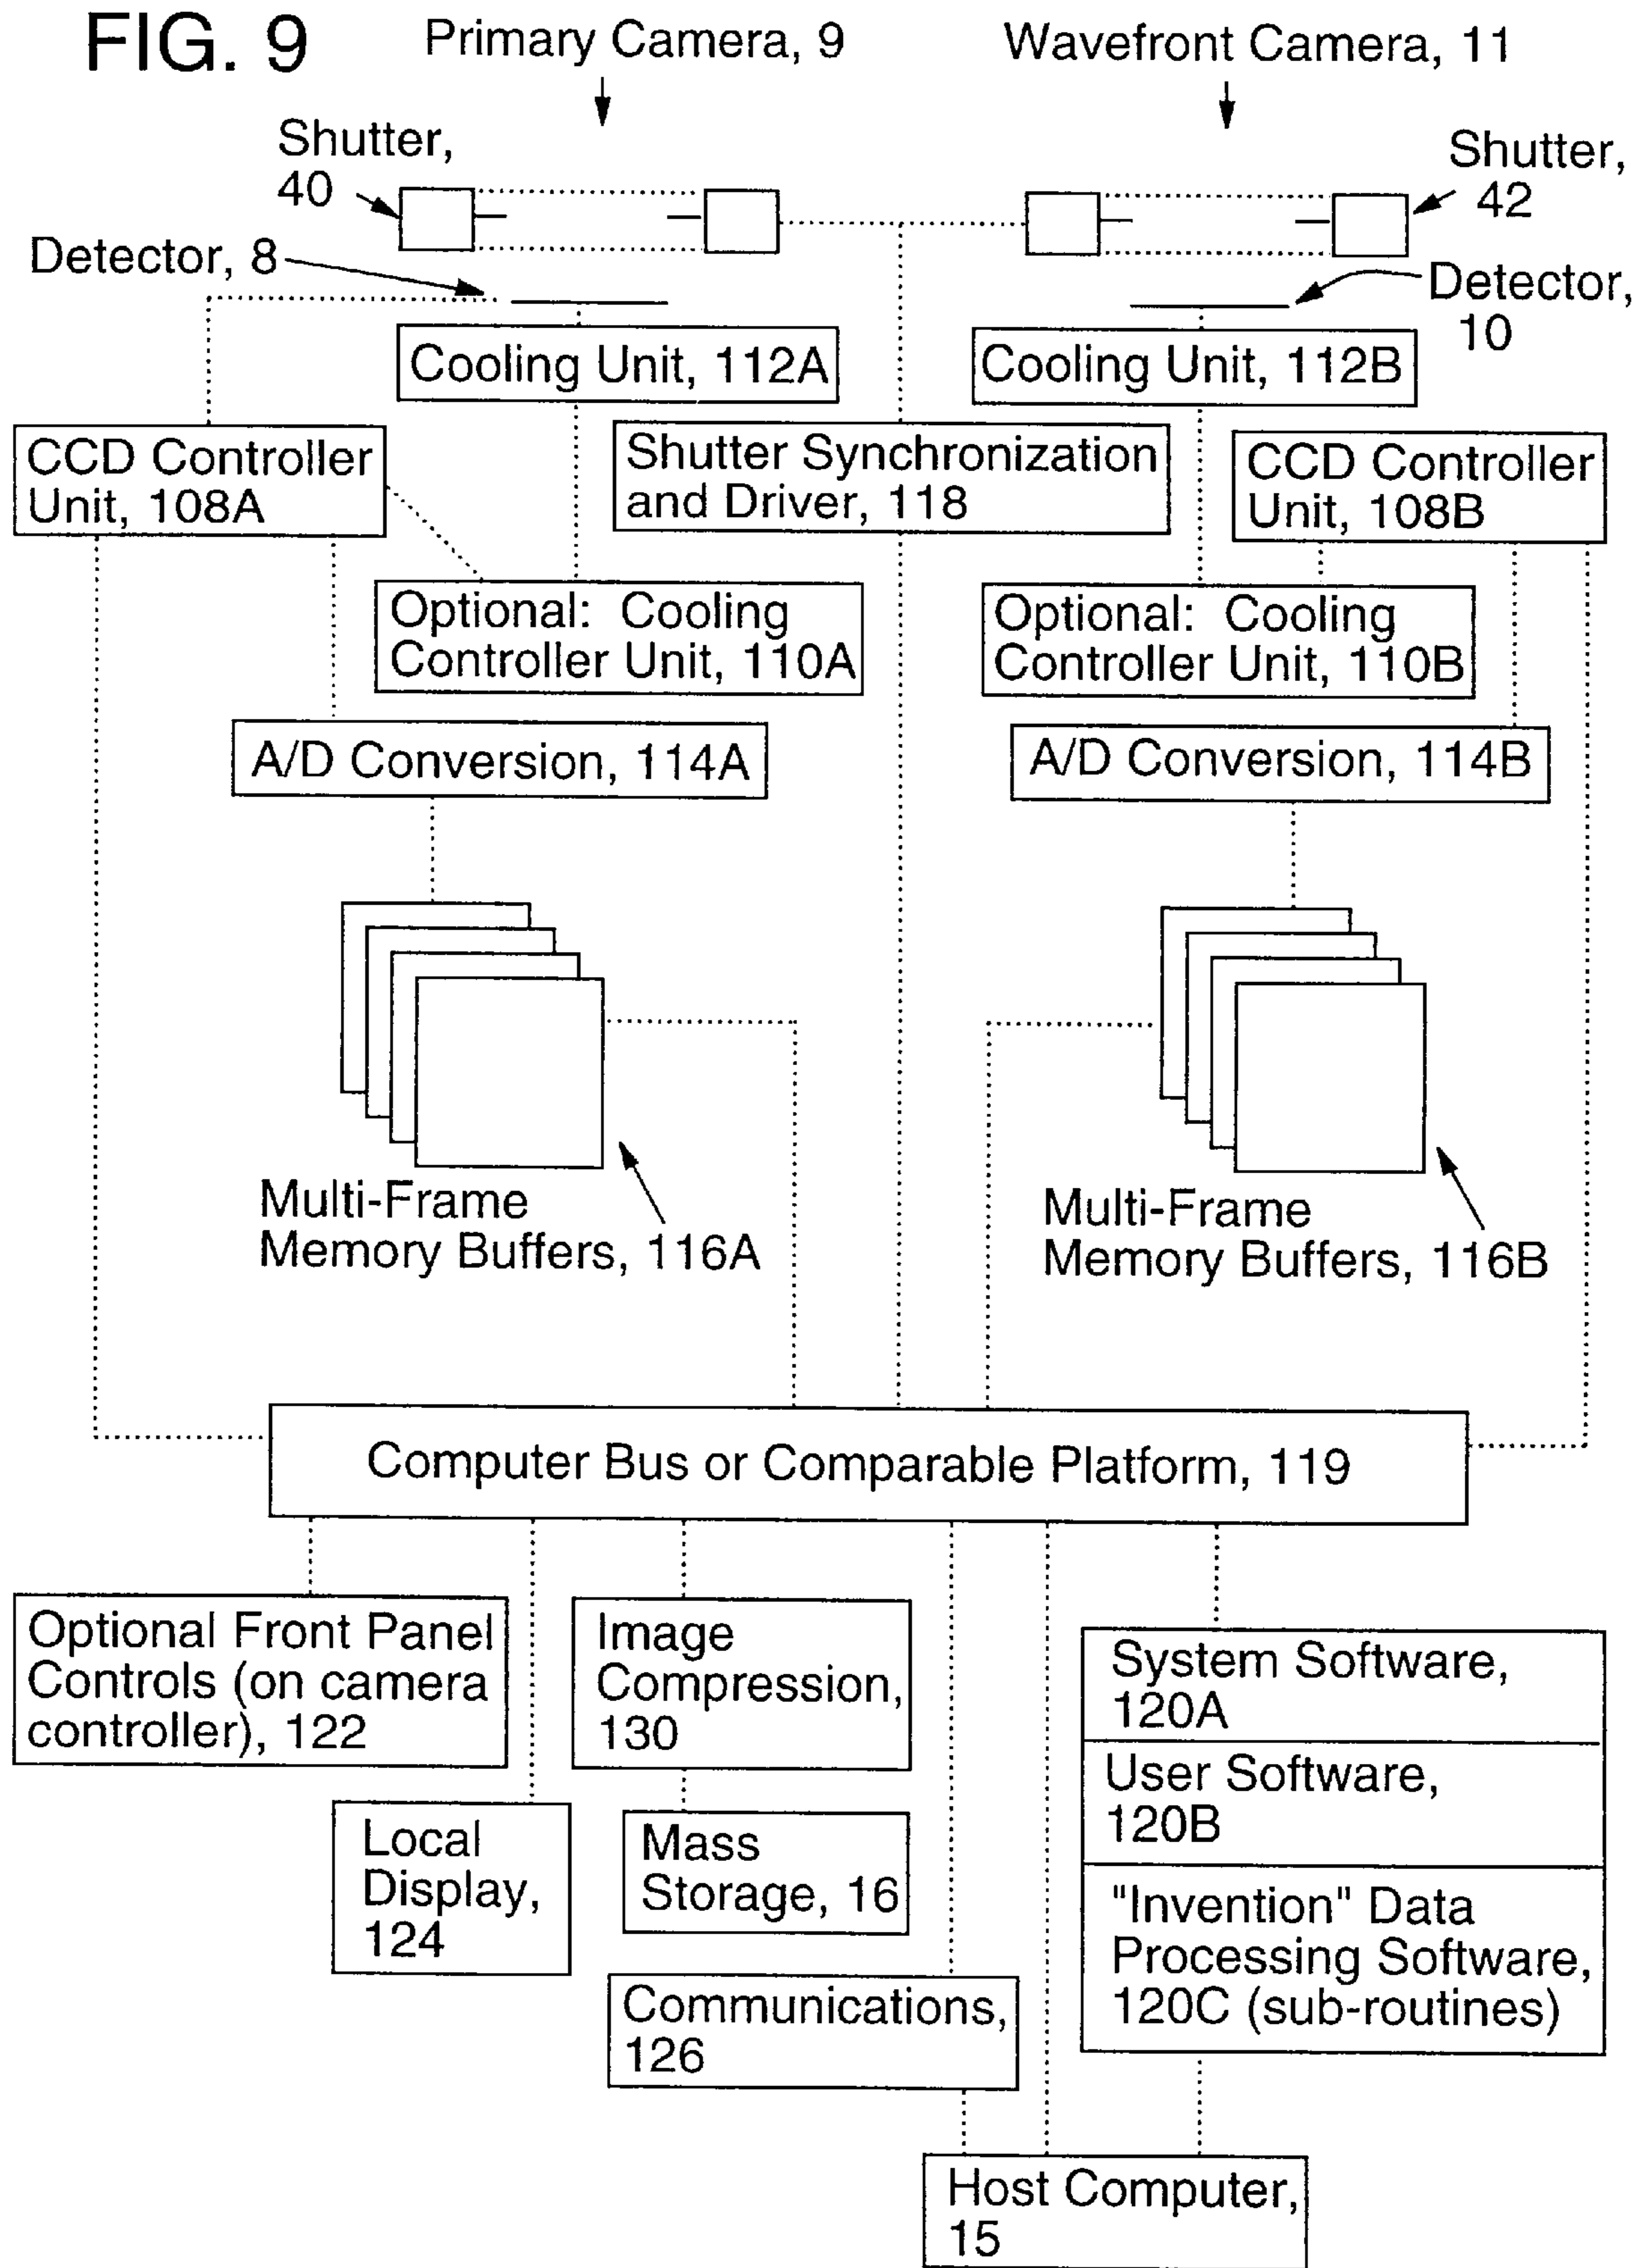 FIG. 9
Primary Camera, 9
Wavefront Camera, 11
Shutter,
40
Shutter,
42
Detector, 8
Detector,
10
Cooling Unit, 112A
Cooling Unit, 112B
CCD Controller
Unit, 108A
Shutter Synchronization
and Driver, 118
CCD Controller
Unit, 108B
Optional: Cooling
Controller Unit, 110A
Optional: Cooling
Controller Unit, 110B
A/D Conversion, 114A
A/D Conversion, 114B
Multi-Frame
Memory Buffers, 116A
Multi-Frame
Memory Buffers, 116B
Computer Bus or Comparable Platform, 119
Optional Front Panel
Controls (on camera
controller), 122
Image
Compression,
130
System Software,
120A
User Software,
120B
Local
Display,
124
Mass
Storage, 16
"Invention" Data
Processing Software,
120C (sub-routines)
Communications,
126
Host Computer,
15